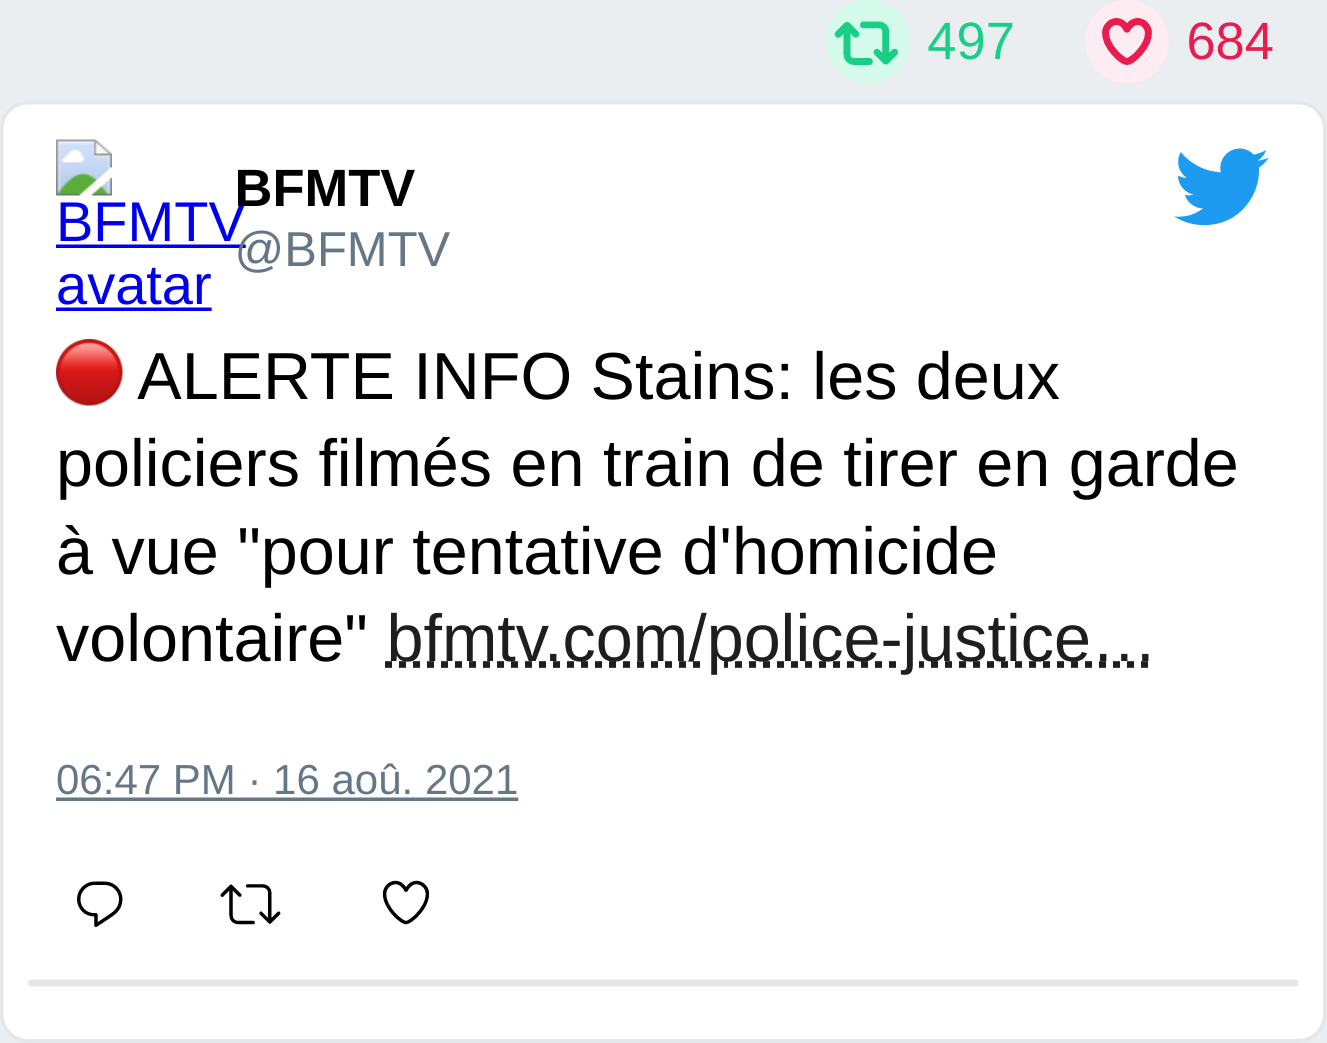 497 684
BFMTV avatar
BFMTV
@BFMTV
ALERTE INFO Stains: les deux
policiers filmés en train de tirer en garde
à vue "pour tentative d'homicide
volontaire" bfmtv.com/police-justice…
06:47 PM · 16 aoû. 2021